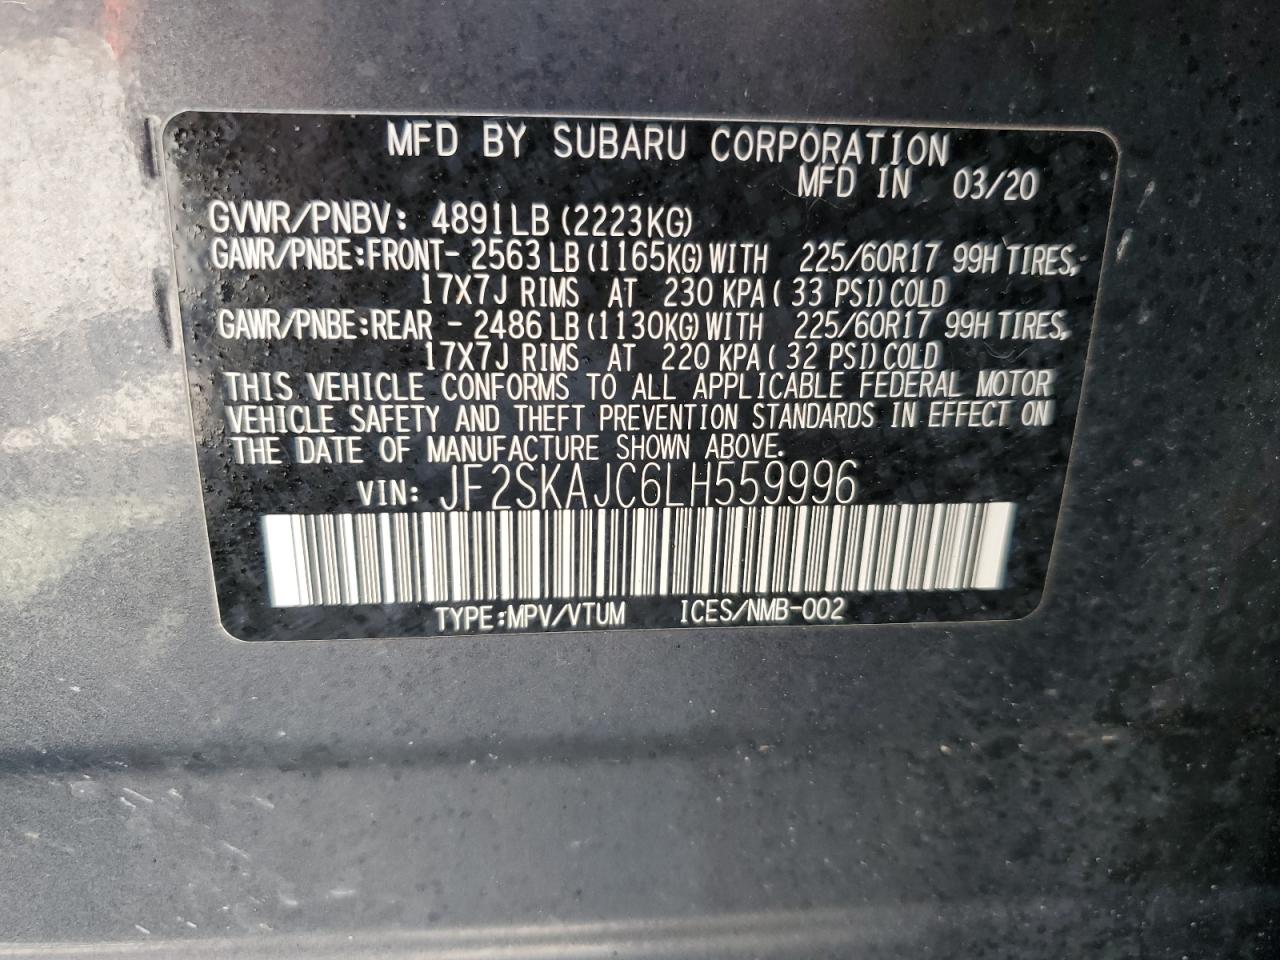 MFD BY SUBARU CORPORATION
MFD IN 03/20
GVWR/PNBV: 4891LB (2223KG)
GAWR/PNBE:FRONT- 2563 LB (1165KG) WITH 225/60R17 99H TIRES,
17X7J RIMS AT 230 KPA ( 33 PSI) COLD
GAWR/PNBE:REAR - 2486 LB (1130KG) WITH 225/60R17 99H TIRES,
17X7J RIMS AT 220 KPA ( 32 PSI) COLD
THIS VEHICLE CONFORMS TO ALL APPLICABLE FEDERAL MOTOR
VEHICLE SAFETY AND THEFT PREVENTION STANDARDS IN EFFECT ON
THE DATE OF MANUFACTURE SHOWN ABOVE.
VIN: JF2SKAJC6LH559996
TYPE:MPV/VTUM ICES/NMB-002